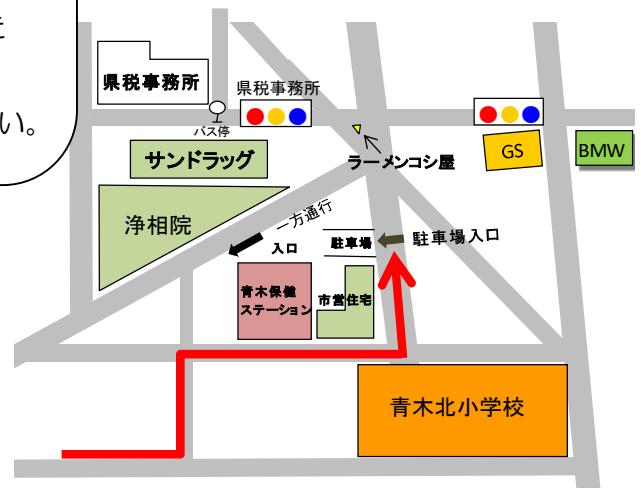 い。
県税事務所
県税事務所
バス停
サンドラッグ
ラーメンコシ屋
GS
BMW
浄相院
一方通行
入口
駐車場
駐車場入口
青木保健
ステーション
市営住宅
青木北小学校